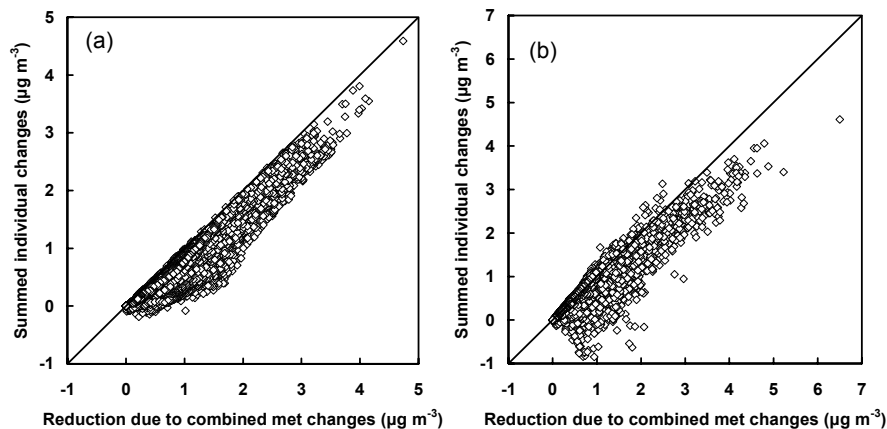 (a)
Summed individual changes (µg m⁻³)
5
4
3
2
1
0
-1
-1 0 1 2 3 4 5
Reduction due to combined met changes (µg m⁻³)
(b)
Summed individual changes (µg m⁻³)
7
6
5
4
3
2
1
0
-1
-1 0 1 2 3 4 5 6 7
Reduction due to combined met changes (µg m⁻³)